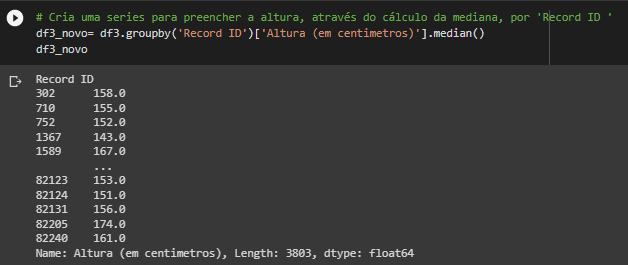 # Cria uma series para preencher a altura, através do cálculo da mediana, por 'Record ID '
df3_novo= df3.groupby('Record ID')['Altura (em centimetros)'].median()
df3_novo
Record ID
302      158.0
710      155.0
752      152.0
1367     143.0
1589     167.0
         ...
82123    153.0
82124    151.0
82131    156.0
82205    174.0
82240    161.0
Name: Altura (em centimetros), Length: 3803, dtype: float64